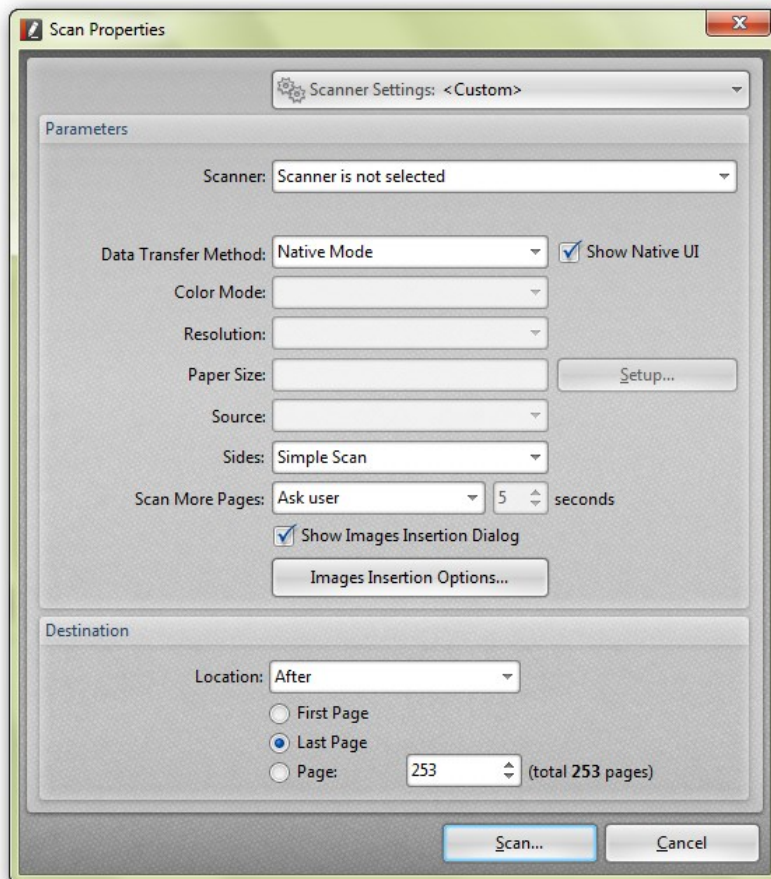 Scan Properties
Scanner Settings: <Custom>
Parameters
Scanner: Scanner is not selected
Data Transfer Method: Native Mode Show Native UI
Color Mode:
Resolution:
Paper Size: Setup...
Source:
Sides: Simple Scan
Scan More Pages: Ask user 5 seconds
Show Images Insertion Dialog
Images Insertion Options...
Destination
Location: After
First Page
Last Page
Page: 253 (total 253 pages)
Scan... Cancel